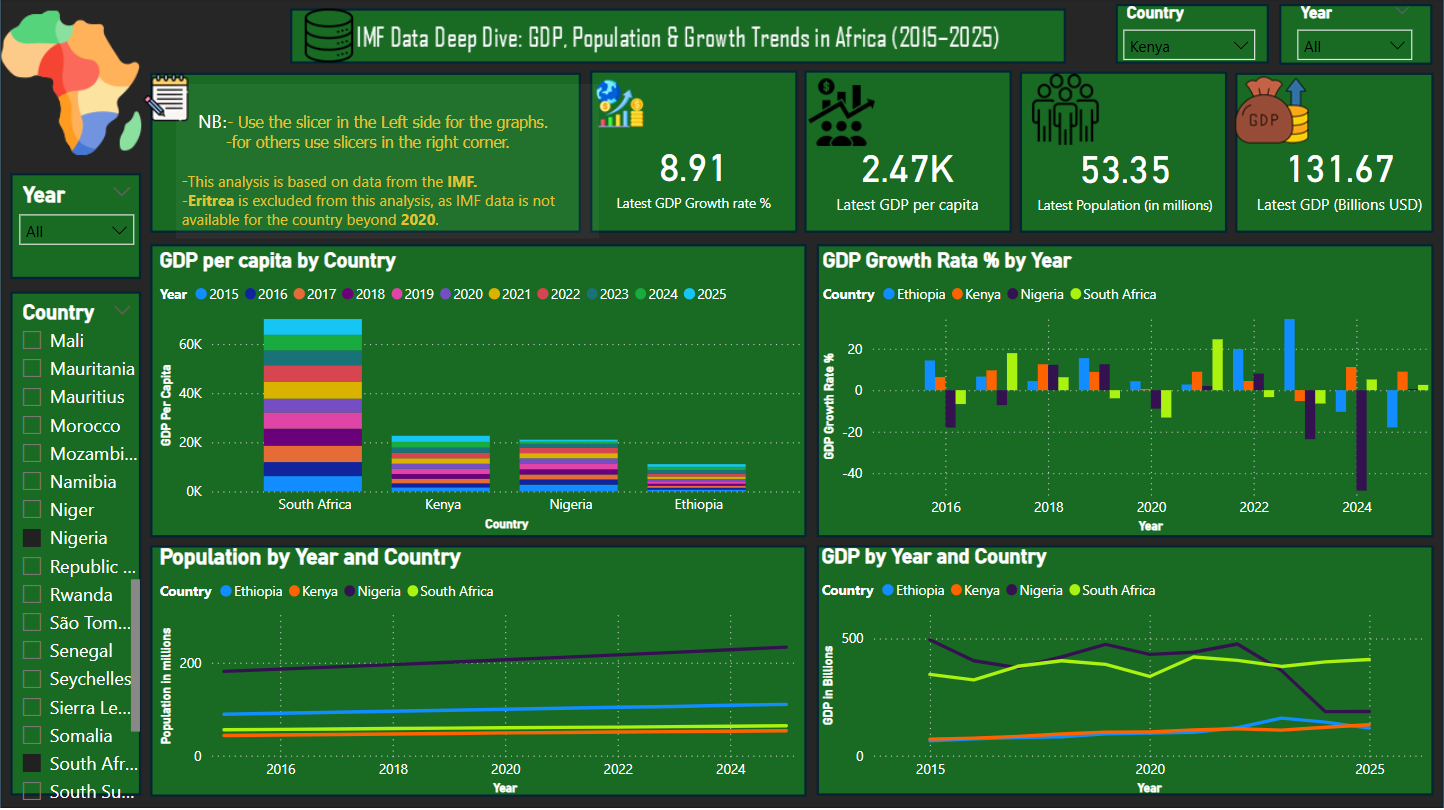 IMF Data Deep Dive: GDP, Population & Growth Trends in Africa (2015–2025)
Country
Kenya
Year
All
NB:- Use the slicer in the Left side for the graphs.
-for others use slicers in the right corner.
-This analysis is based on data from the IMF.
-Eritrea is excluded from this analysis, as IMF data is not
available for the country beyond 2020.
8.91
Latest GDP Growth rate %
2.47K
Latest GDP per capita
53.35
Latest Population (in millions)
GDP
131.67
Latest GDP (Billions USD)
Year
All
Country
Mali
Mauritania
Mauritius
Morocco
Mozambi...
Namibia
Niger
Nigeria
Republic ...
Rwanda
São Tom...
Senegal
Seychelles
Sierra Le...
Somalia
South Afr...
South Su...
GDP per capita by Country
Year 2015 2016 2017 2018 2019 2020 2021 2022 2023 2024 2025
GDP Per Capita
60K
40K
20K
0K
South Africa Kenya Nigeria Ethiopia
Country
GDP Growth Rata % by Year
Country Ethiopia Kenya Nigeria South Africa
GDP Growth Rate %
20
0
-20
-40
2016 2018 2020 2022 2024
Year
Population by Year and Country
Country Ethiopia Kenya Nigeria South Africa
Population in millions
200
0
2016 2018 2020 2022 2024
Year
GDP by Year and Country
Country Ethiopia Kenya Nigeria South Africa
GDP in Billions
500
0
2015 2020 2025
Year